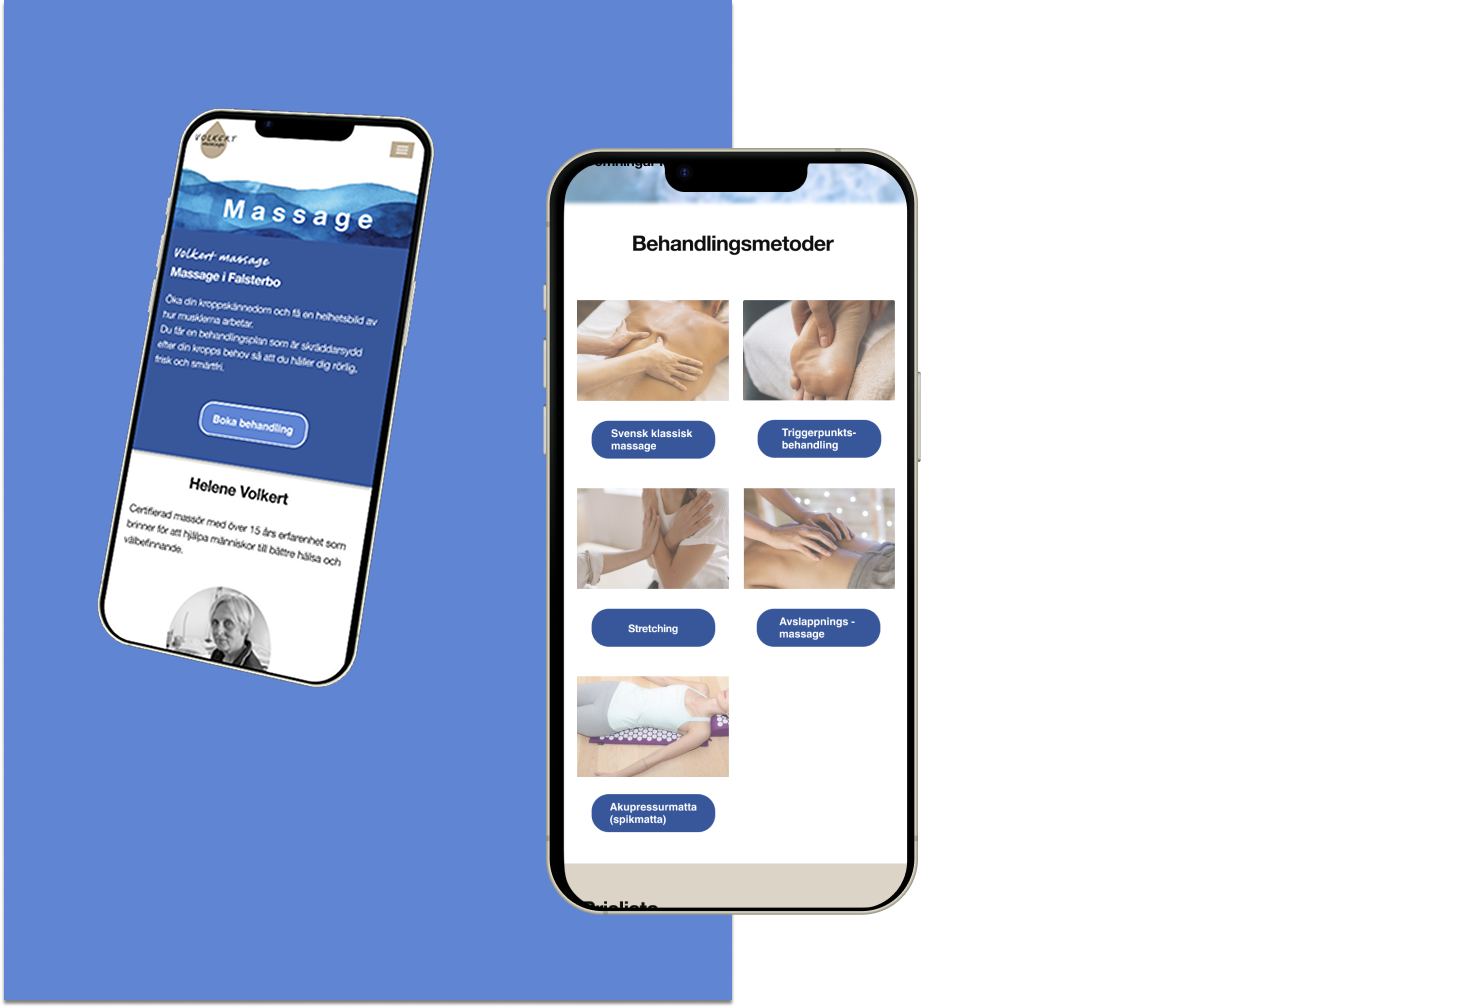 VOLKERT
massage
Massage
Volkert massage
Massage i Falsterbo
Öka din kroppskännedom och få en helhetsbild av
hur musklerna arbetar.
Du får en behandlingsplan som är skräddarsydd
efter din kropps behov så att du håller dig rörlig,
frisk och smärtfri.
Boka behandling
Helene Volkert
Certifierad massör med över 15 års erfarenhet som
brinner för att hjälpa människor till bättre hälsa och
välbefinnande.
Behandlingsmetoder
Svensk klassisk
massage
Triggerpunkts-
behandling
Stretching
Avslappnings -
massage
Akupressurmatta
(spikmatta)